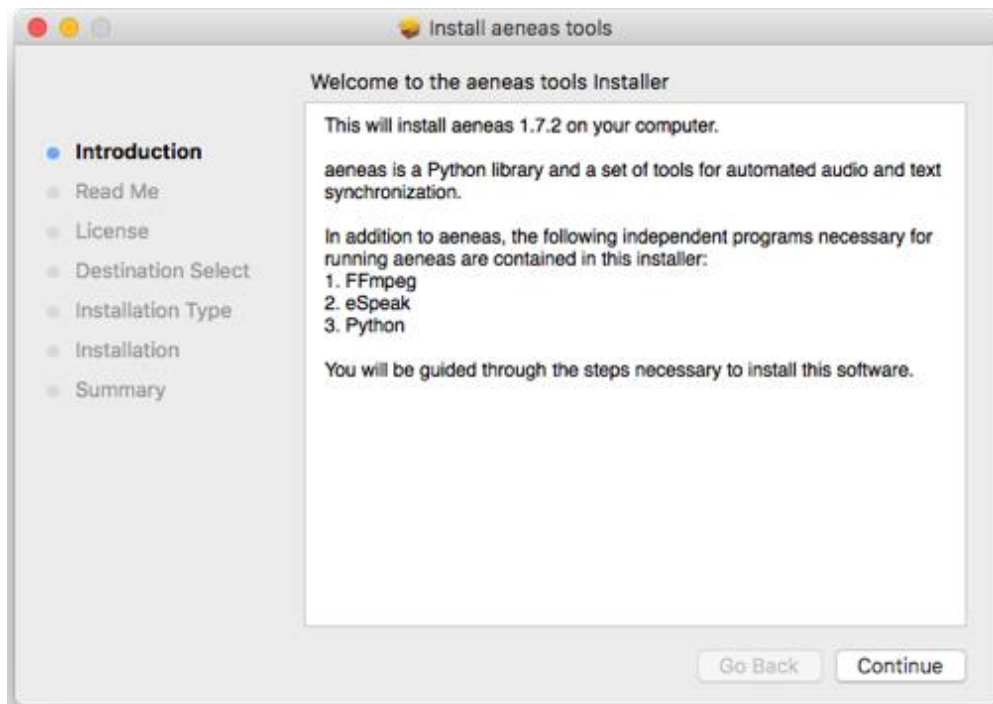 Install aeneas tools
Welcome to the aeneas tools Installer
Introduction
Read Me
License
Destination Select
Installation Type
Installation
Summary
This will install aeneas 1.7.2 on your computer.
aeneas is a Python library and a set of tools for automated audio and text
synchronization.
In addition to aeneas, the following independent programs necessary for
running aeneas are contained in this installer:
1. FFmpeg
2. eSpeak
3. Python
You will be guided through the steps necessary to install this software.
Go Back
Continue